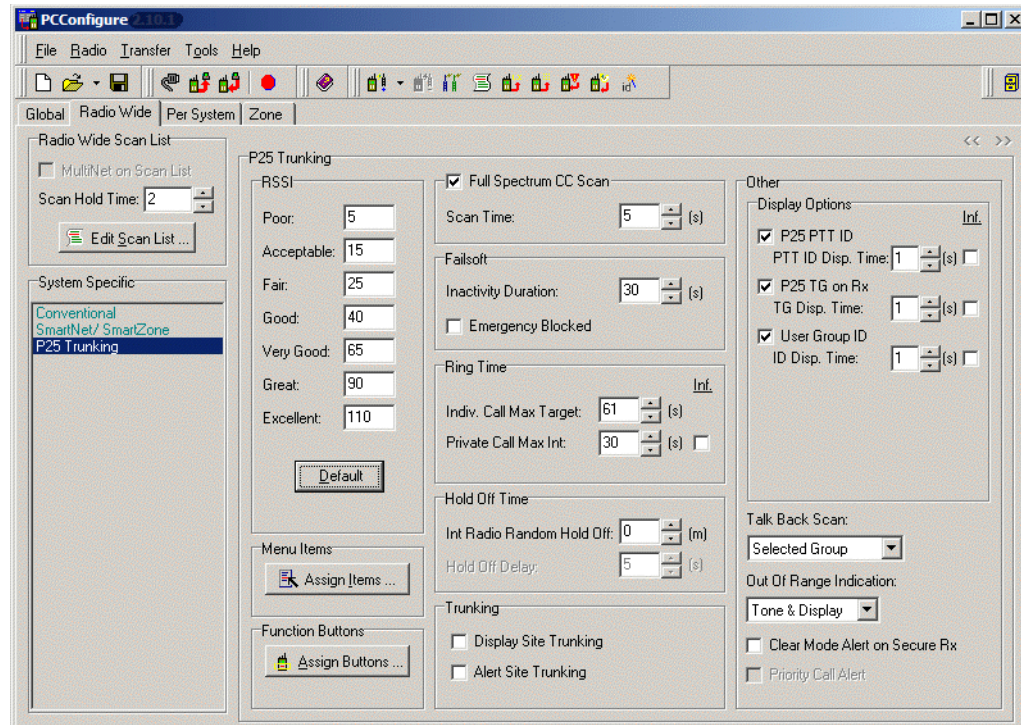 PCConfigure 2.10.1
File Radio Transfer Tools Help
id
Global Radio Wide Per System Zone
Radio Wide Scan List
MultiNet on Scan List
Scan Hold Time: 2
Edit Scan List ...
System Specific
Conventional
SmartNet/ SmartZone
P25 Trunking
<< >>
P25 Trunking
RSSI
Poor: 5
Acceptable: 15
Fair: 25
Good: 40
Very Good: 65
Great: 90
Excellent: 110
Default
Menu Items
Assign Items ...
Function Buttons
Assign Buttons ...
Full Spectrum CC Scan
Scan Time: 5 (s)
Failsoft
Inactivity Duration: 30 (s)
Emergency Blocked
Ring Time
Inf.
Indiv. Call Max Target: 61 (s)
Private Call Max Int: 30 (s)
Hold Off Time
Int Radio Random Hold Off: 0 (m)
Hold Off Delay: 5 (s)
Trunking
Display Site Trunking
Alert Site Trunking
Other
Display Options
Inf.
P25 PTT ID
PTT ID Disp. Time: 1 (s)
P25 TG on Rx
TG Disp. Time: 1 (s)
User Group ID
ID Disp. Time: 1 (s)
Talk Back Scan:
Selected Group
Out Of Range Indication:
Tone & Display
Clear Mode Alert on Secure Rx
Priority Call Alert